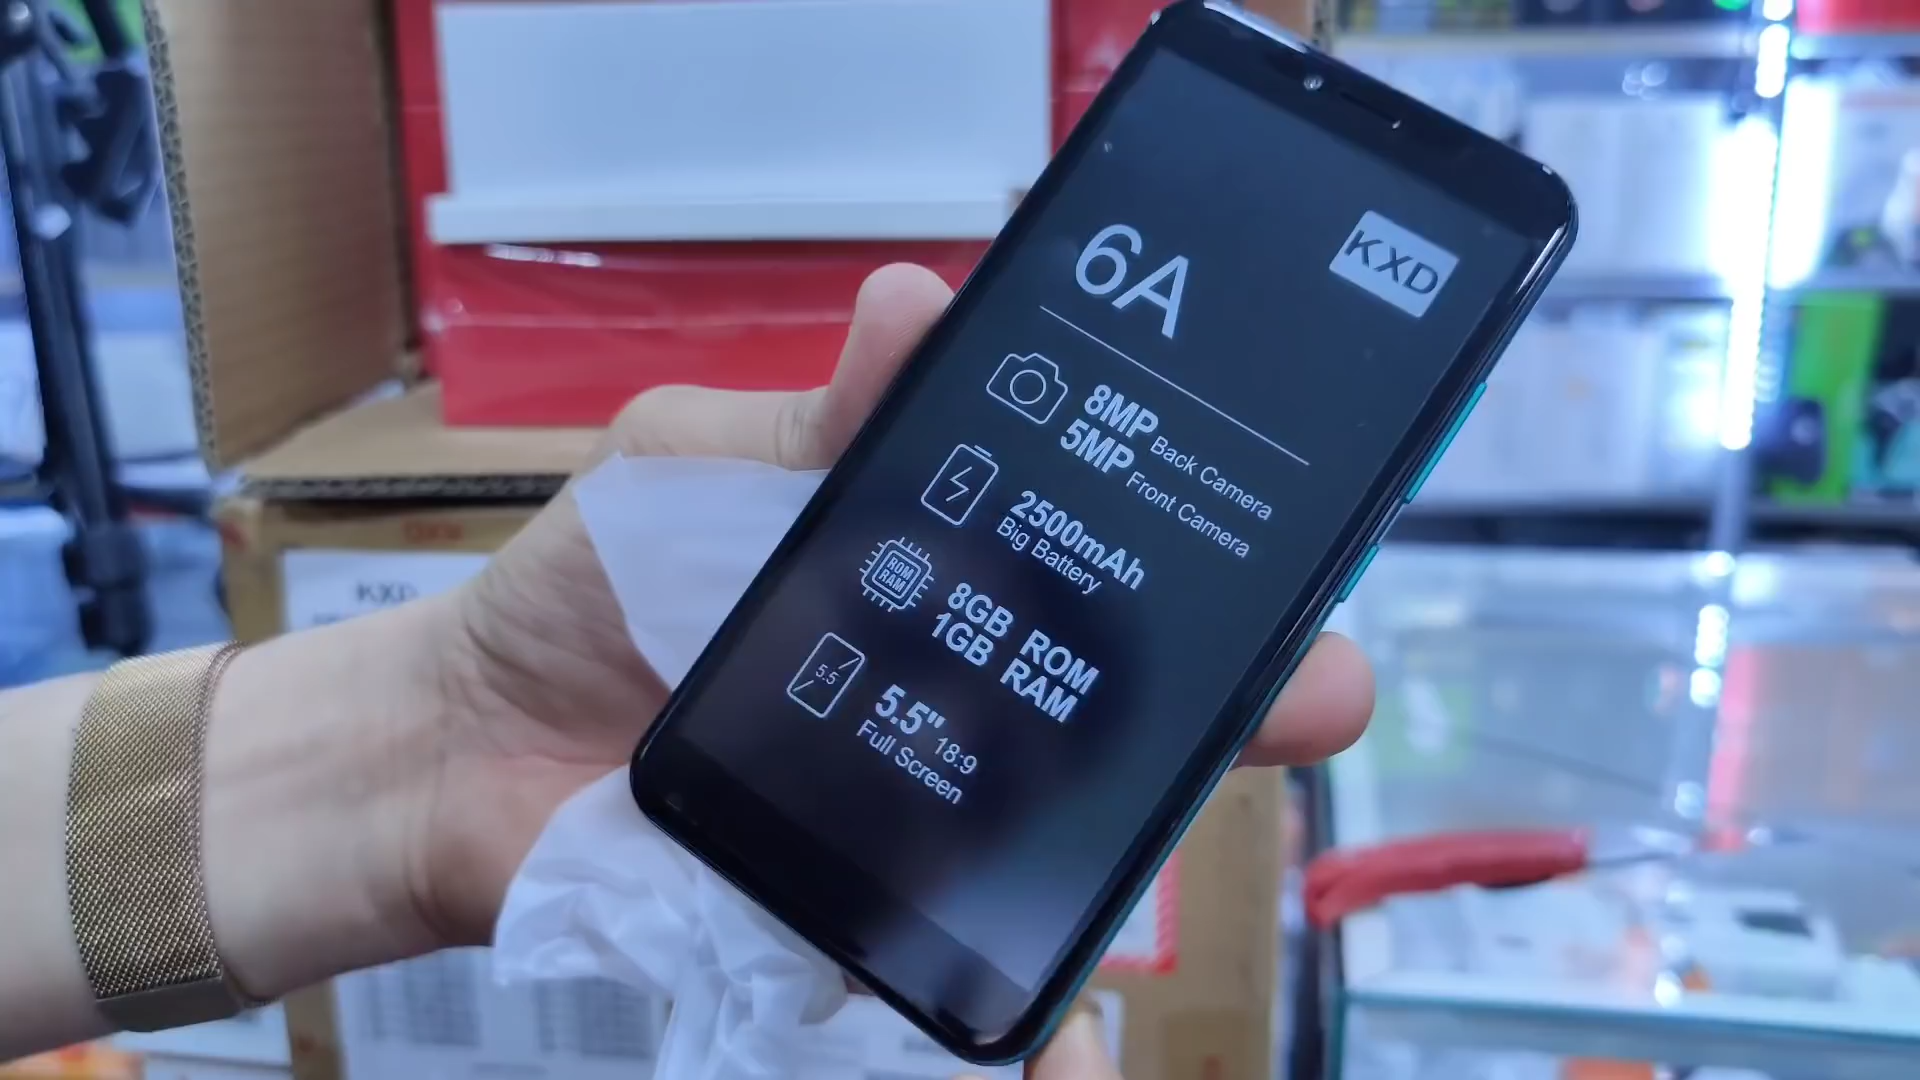 KXD
6A
8MP Back Camera
5MP Front Camera
2500mAh
Big Battery
ROM
RAM
8GB ROM
1GB RAM
5.5
5.5" 18:9
Full Screen
KXD